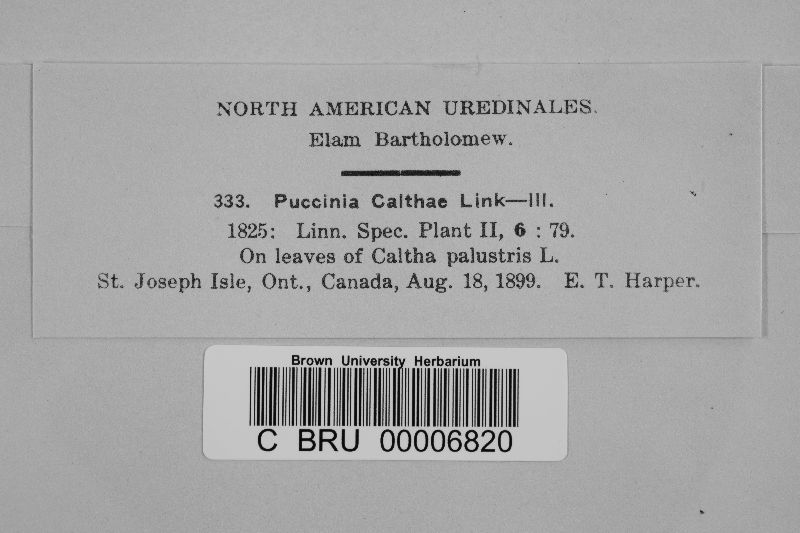 NORTH AMERICAN UREDINALES.
Elam Bartholomew.
333. Puccinia Calthae Link—III.
1825: Linn. Spec. Plant II, 6 : 79.
On leaves of Caltha palustris L.
St. Joseph Isle, Ont., Canada, Aug. 18, 1899. E. T. Harper.
Brown University Herbarium
C BRU 00006820